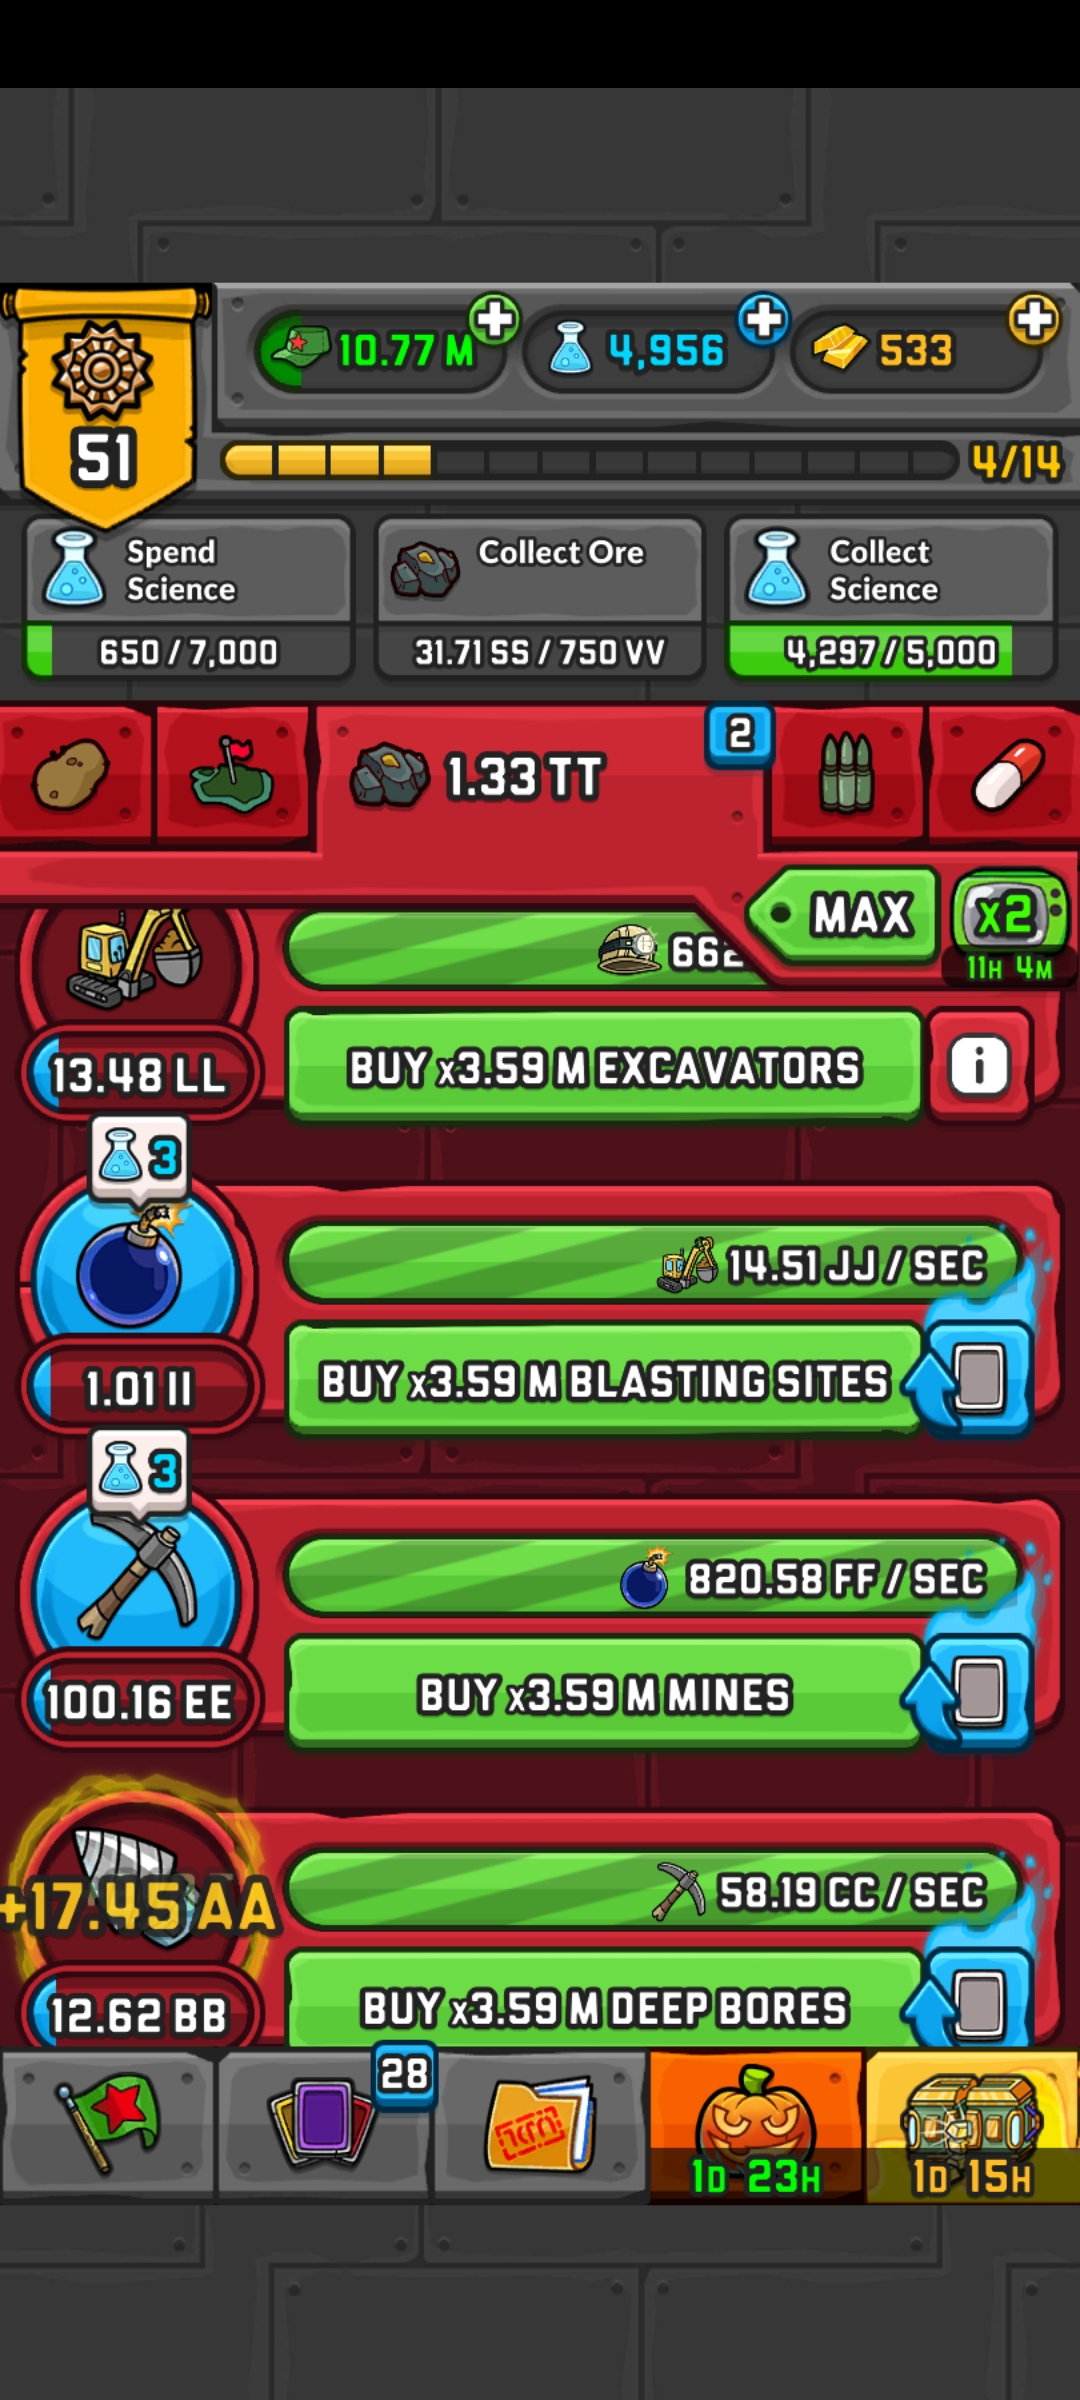 10.77 M
4,956
533
51
4/14
Spend
Science
650 / 7,000
Collect Ore
31.71 SS / 750 VV
Collect
Science
4,297 / 5,000
1.33 TT
2
MAX
x2
11H 4M
662
13.48 LL
BUY x3.59 M EXCAVATORS
i
3
14.51 JJ / SEC
1.01 II
BUY x3.59 M BLASTING SITES
3
820.58 FF / SEC
100.16 EE
BUY x3.59 M MINES
+17.45 AA
58.19 CC / SEC
12.62 BB
BUY x3.59 M DEEP BORES
28
1D 23H
1D 15H